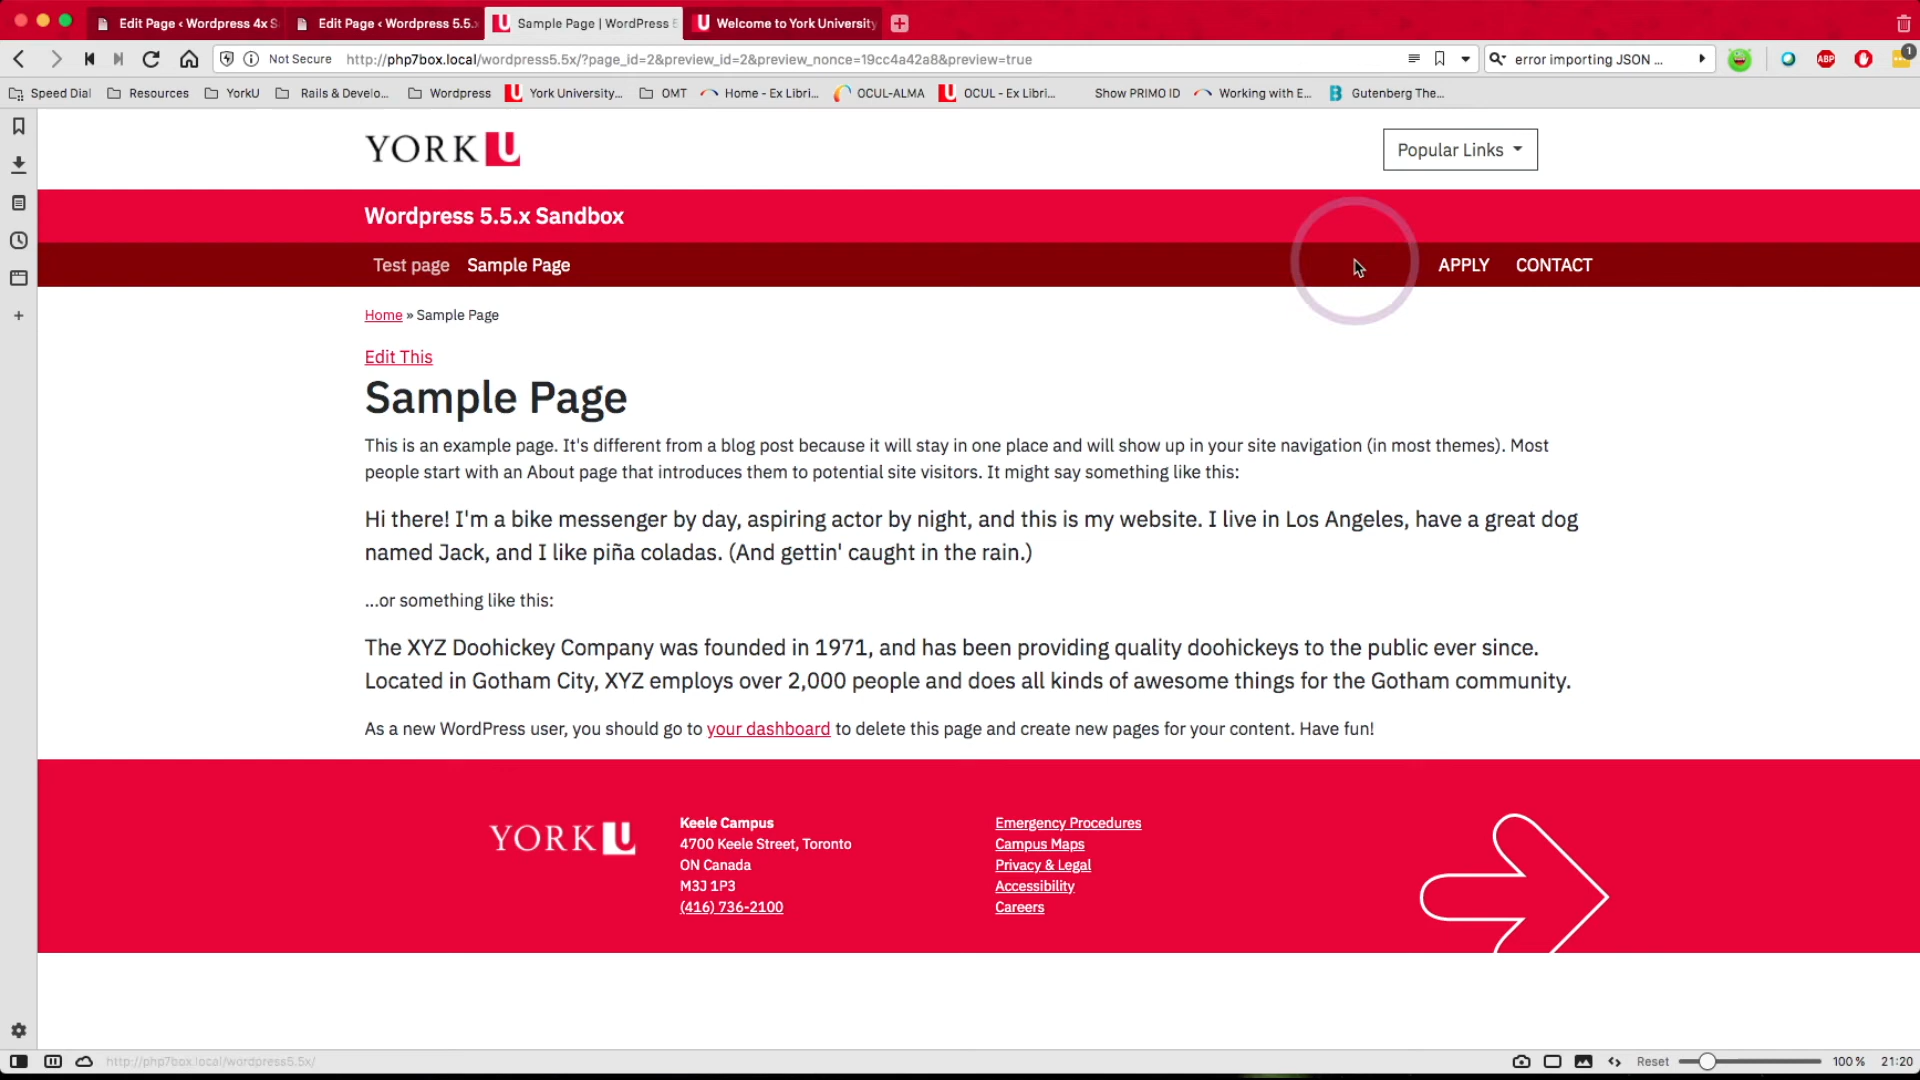 Edit Page ‹ Wordpress 4x S
Edit Page ‹ Wordpress 5.5.
Sample Page | WordPress 5
Welcome to York University
Not Secure
http://php7box.local/wordpress5.5x/?page_id=2&preview_id=2&preview_nonce=19cc4a42a8&preview=true
error importing JSON ...
ABP
1
Speed Dial
Resources
YorkU
Rails & Develo...
Wordpress
York University...
OMT
Home - Ex Libri...
OCUL-ALMA
OCUL - Ex Libri...
Show PRIMO ID
Working with E...
Gutenberg The...
YORK U
Popular Links
Wordpress 5.5.x Sandbox
Test page
Sample Page
APPLY
CONTACT
Home » Sample Page
Edit This
Sample Page
This is an example page. It's different from a blog post because it will stay in one place and will show up in your site navigation (in most themes). Most
people start with an About page that introduces them to potential site visitors. It might say something like this:
Hi there! I'm a bike messenger by day, aspiring actor by night, and this is my website. I live in Los Angeles, have a great dog
named Jack, and I like piña coladas. (And gettin' caught in the rain.)
...or something like this:
The XYZ Doohickey Company was founded in 1971, and has been providing quality doohickeys to the public ever since.
Located in Gotham City, XYZ employs over 2,000 people and does all kinds of awesome things for the Gotham community.
As a new WordPress user, you should go to your dashboard to delete this page and create new pages for your content. Have fun!
YORK U
Keele Campus
4700 Keele Street, Toronto
ON Canada
M3J 1P3
(416) 736-2100
Emergency Procedures
Campus Maps
Privacy & Legal
Accessibility
Careers
http://php7box.local/wordpress5.5x/
Reset
100 %
21:20